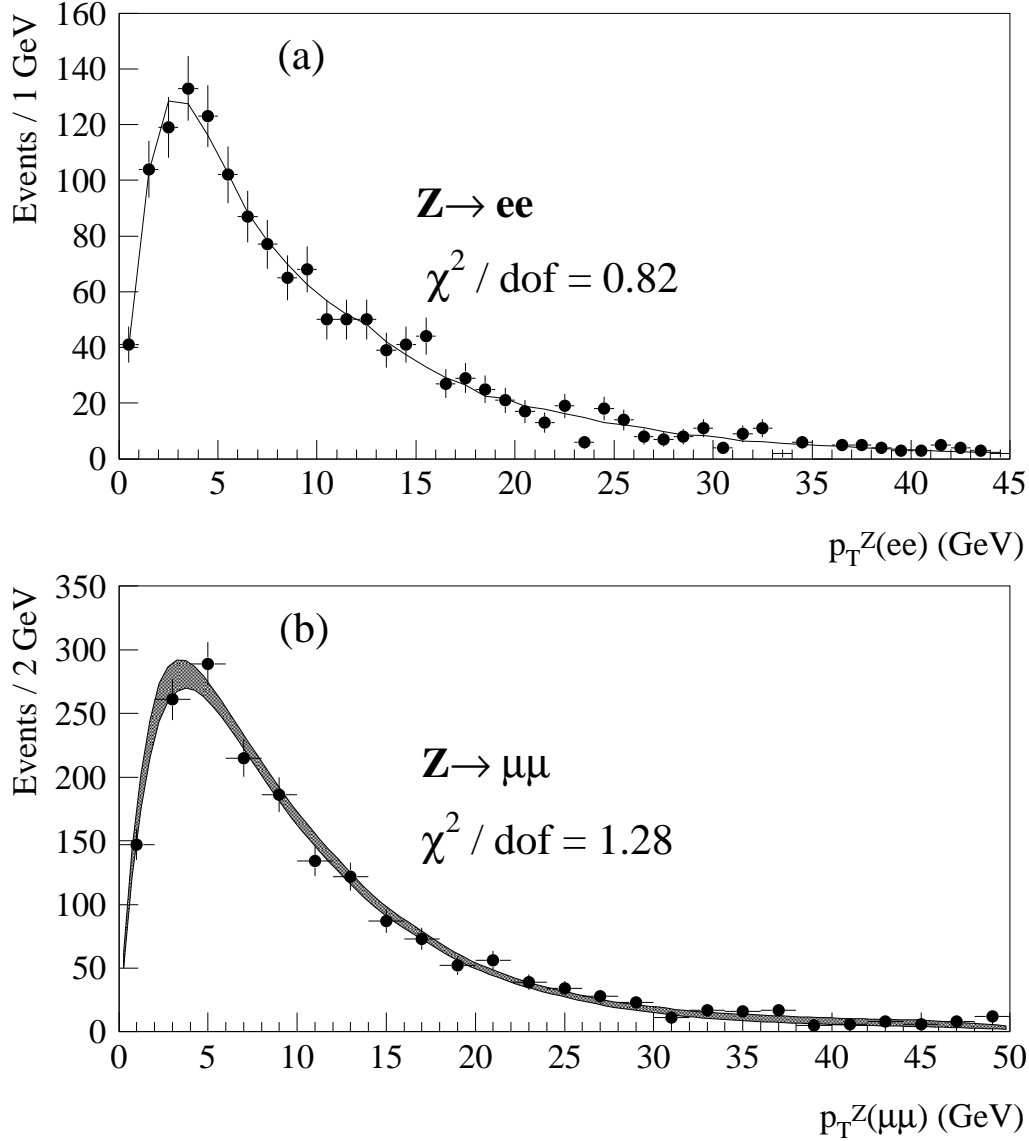 Events / 1 GeV
160
140
120
100
80
60
40
20
0
(a)
Z→ ee
χ² / dof = 0.82
0 5 10 15 20 25 30 35 40 45
p_T^Z(ee) (GeV)
Events / 2 GeV
350
300
250
200
150
100
50
0
(b)
Z→ μμ
χ² / dof = 1.28
0 5 10 15 20 25 30 35 40 45 50
p_T^Z(μμ) (GeV)